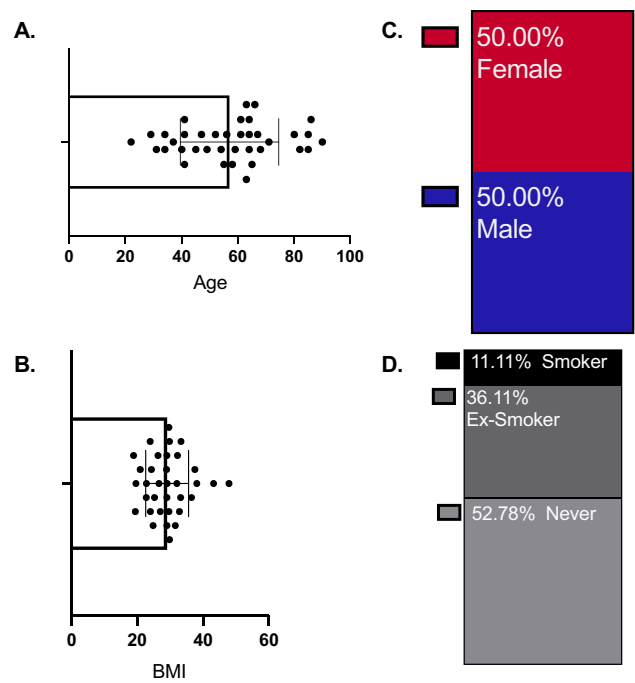 A.
0 20 40 60 80 100
Age
B.
0 20 40 60
BMI
C.
50.00%
Female
50.00%
Male
D.
11.11% Smoker
36.11%
Ex-Smoker
52.78% Never